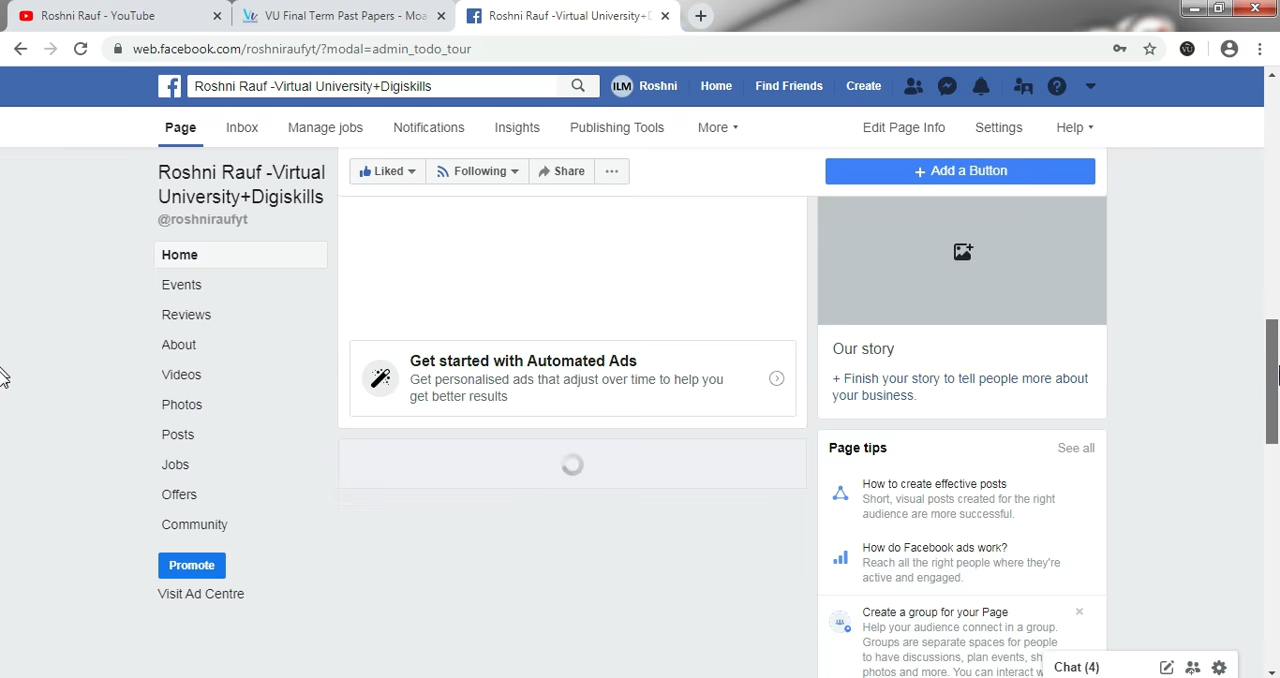 Roshni Rauf - YouTube
VU Final Term Past Papers - Moa
Roshni Rauf -Virtual University+D
web.facebook.com/roshniraufyt/?modal=admin_todo_tour
Roshni Rauf -Virtual University+Digiskills
ILM
Roshni
Home
Find Friends
Create
Page
Inbox
Manage jobs
Notifications
Insights
Publishing Tools
More
Edit Page Info
Settings
Help
Roshni Rauf -Virtual
University+Digiskills
@roshniraufyt
Liked
Following
Share
+ Add a Button
Home
Events
Reviews
About
Videos
Photos
Posts
Jobs
Offers
Community
Promote
Visit Ad Centre
Get started with Automated Ads
Get personalised ads that adjust over time to help you
get better results
Our story
+ Finish your story to tell people more about
your business.
Page tips
See all
How to create effective posts
Short, visual posts created for the right
audience are more successful.
How do Facebook ads work?
Reach all the right people where they're
active and engaged.
Create a group for your Page
Help your audience connect in a group.
Groups are separate spaces for people
to have discussions, plan events, sh
photos and more. You can interact w
Chat (4)